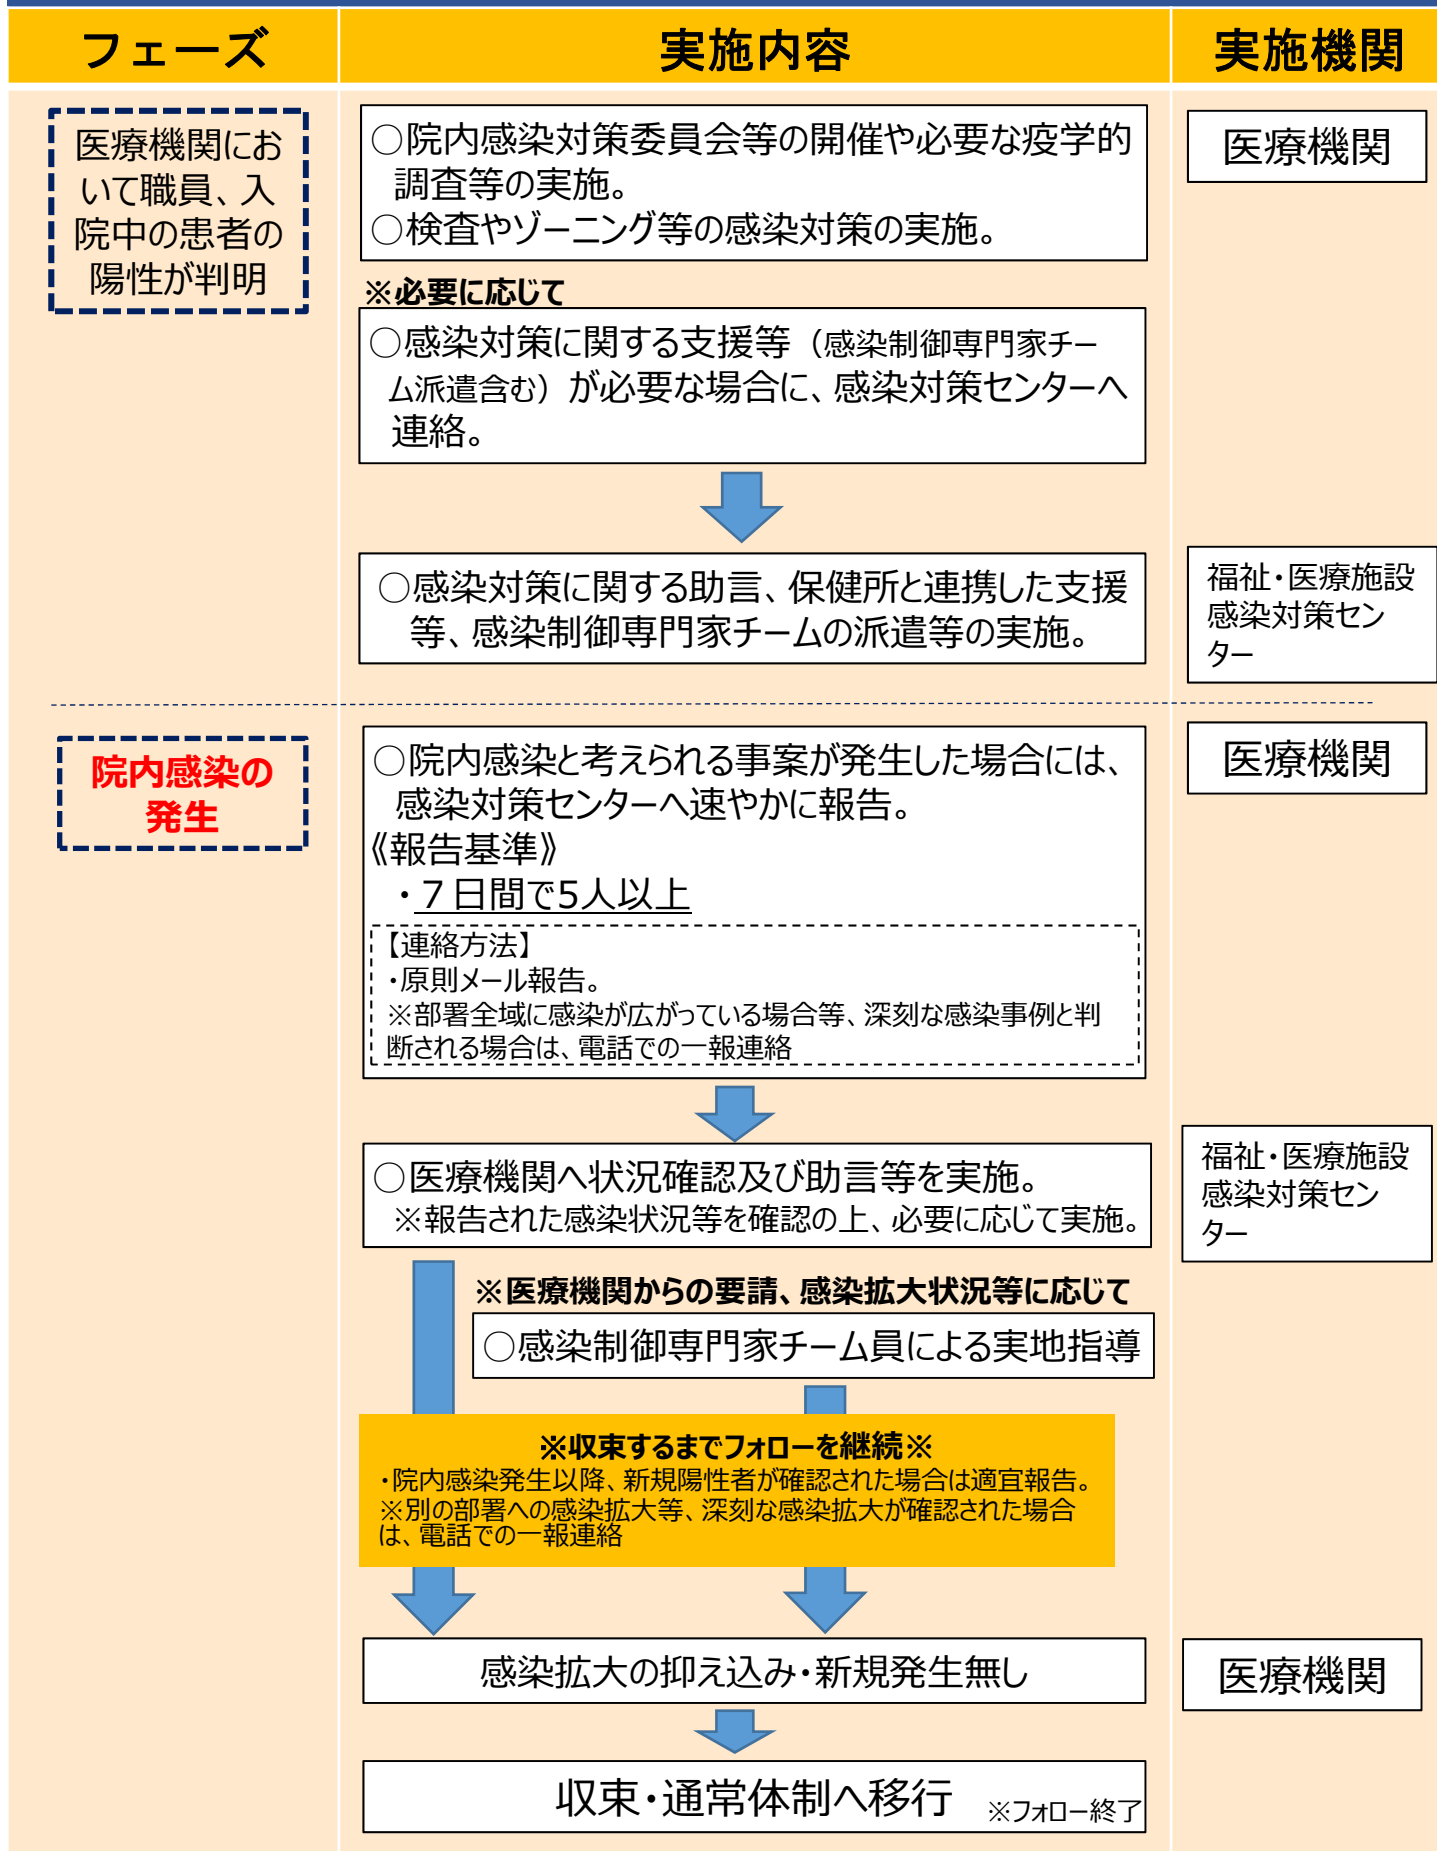 フェーズ
実施内容
実施機関
医療機関にお
いて職員、入
院中の患者の
陽性が判明
○院内感染対策委員会等の開催や必要な疫学的
調査等の実施。
○検査やゾーニング等の感染対策の実施。
医療機関
※必要に応じて
○感染対策に関する支援等（感染制御専門家チー
ム派遣含む）が必要な場合に、感染対策センターへ
連絡。
○感染対策に関する助言、保健所と連携した支援
等、感染制御専門家チームの派遣等の実施。
福祉・医療施設
感染対策セン
ター
院内感染の
発生
○院内感染と考えられる事案が発生した場合には、
感染対策センターへ速やかに報告。
《報告基準》
・７日間で5人以上
【連絡方法】
・原則メール報告。
※部署全域に感染が広がっている場合等、深刻な感染事例と判
断される場合は、電話での一報連絡
医療機関
○医療機関へ状況確認及び助言等を実施。
※報告された感染状況等を確認の上、必要に応じて実施。
福祉・医療施設
感染対策セン
ター
※医療機関からの要請、感染拡大状況等に応じて
○感染制御専門家チーム員による実地指導
※収束するまでフォローを継続※
・院内感染発生以降、新規陽性者が確認された場合は適宜報告。
※別の部署への感染拡大等、深刻な感染拡大が確認された場合
は、電話での一報連絡
感染拡大の抑え込み・新規発生無し
医療機関
収束・通常体制へ移行 ※フォロー終了